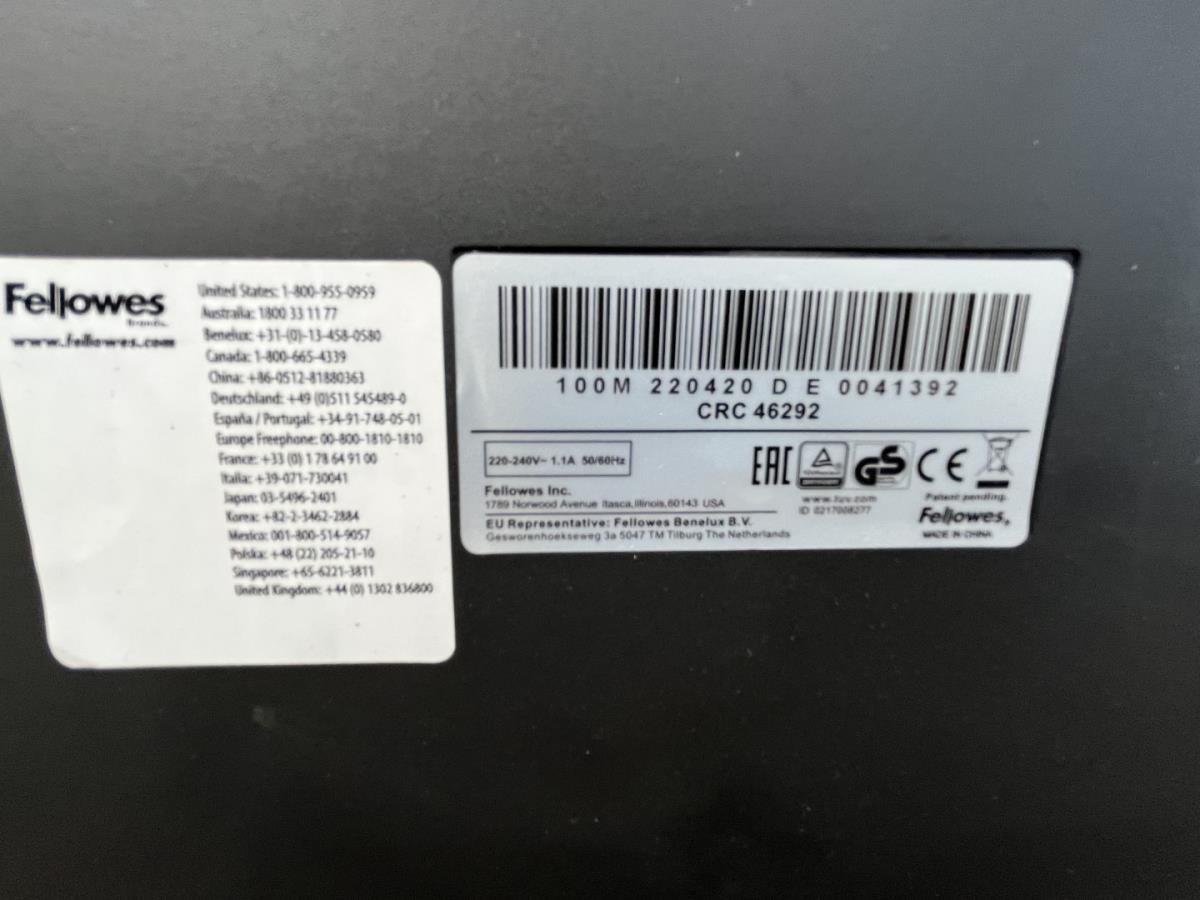 Fellowes
Brands
www.fellowes.com
United States: 1-800-955-0959
Australia: 1800 33 11 77
Benelux: +31-(0)-13-458-0580
Canada: 1-800-665-4339
China: +86-0512-81880363
Deutschland: +49 (0)511 545489-0
España / Portugal: +34-91-748-05-01
Europe Freephone: 00-800-1810-1810
France: +33 (0) 1 78 64 91 00
Italia: +39-071-730041
Japan: 03-5496-2401
Korea: +82-2-3462-2884
Mexico: 001-800-514-9057
Polska: +48 (22) 205-21-10
Singapore: +65-6221-3811
United Kingdom: +44 (0) 1302 836800
100M 220420 D E 0041392
CRC 46292
220-240V~ 1.1A 50/60Hz
EAC
GS
CE
Fellowes Inc.
1789 Norwood Avenue Itasca,Illinois,60143 USA
www.tuv.com
ID 0217008277
Patent pending.
Fellowes.
MADE IN CHINA
EU Representative: Fellowes Benelux B.V.
Gesworenhoekseweg 3a 5047 TM Tilburg The Netherlands